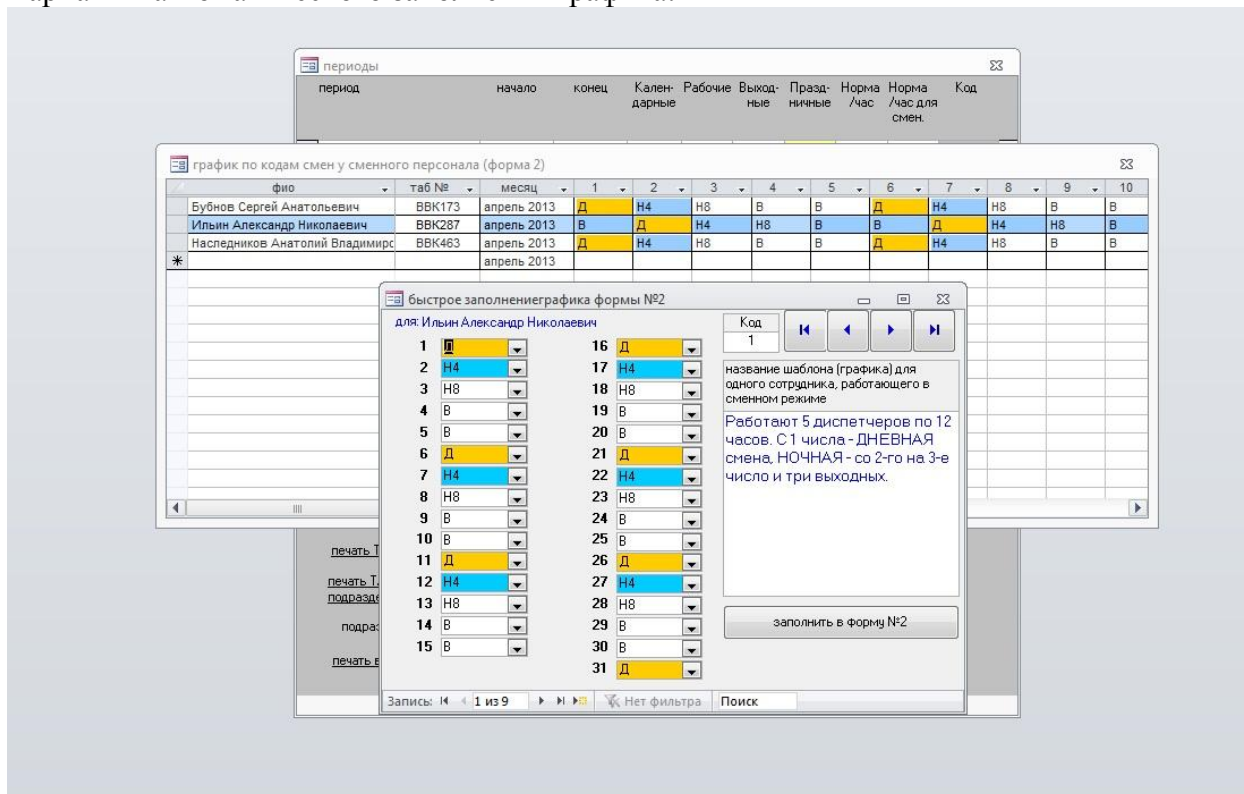 периоды
период начало конец Кален- Рабочие Выход- Празд- Норма Норма Код
дарные ные ничные /час /час для
смен.
график по кодам смен у сменного персонала (форма 2)
фио таб № месяц 1 2 3 4 5 6 7 8 9 10
Бубнов Сергей Анатольевич ВВК173 апрель 2013 Д Н4 Н8 В В Д Н4 Н8 В В
Ильин Александр Николаевич ВВК287 апрель 2013 В Д Н4 Н8 В В Д Н4 Н8 В
Наследников Анатолий Владимирс ВВК463 апрель 2013 Д Н4 Н8 В В Д Н4 Н8 В В
апрель 2013
быстрое заполнениеграфика формы №2
для: Ильин Александр Николаевич Код
1
1 Д 16 Д
2 Н4 17 Н4
3 Н8 18 Н8
4 В 19 В
5 В 20 В
6 Д 21 Д
7 Н4 22 Н4
8 Н8 23 Н8
9 В 24 В
10 В 25 В
11 Д 26 Д
12 Н4 27 Н4
13 Н8 28 Н8
14 В 29 В
15 В 30 В
31 Д
название шаблона (графика) для
одного сотрудника, работающего в
сменном режиме
Работают 5 диспетчеров по 12
часов. С 1 числа - ДНЕВНАЯ
смена, НОЧНАЯ - со 2-го на 3-е
число и три выходных.
заполнить в форму №2
печать Т
печать Т.
подразде
подраз
печать в
Запись: 1 из 9 Нет фильтра Поиск